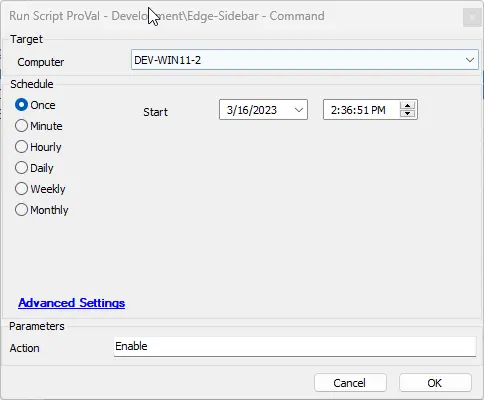 Run Script ProVal - Development\Edge-Sidebar - Command
Target
Computer DEV-WIN11-2
Schedule
Once Start 3/16/2023 2:36:51 PM
Minute
Hourly
Daily
Weekly
Monthly
Advanced Settings
Parameters
Action Enable
Cancel OK